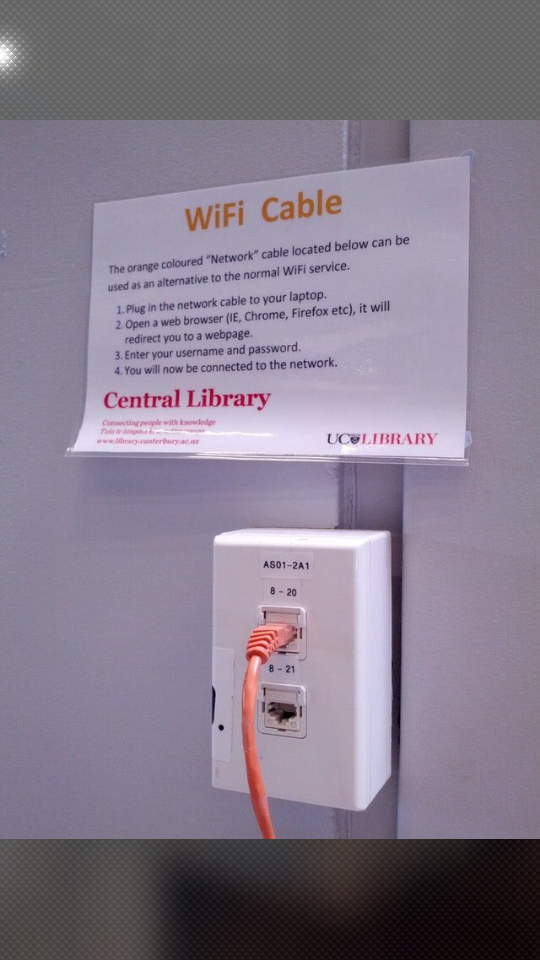 WiFi Cable
The orange coloured "Network" cable located below can be
used as an alternative to the normal WiFi service.
1. Plug in the network cable to your laptop.
2. Open a web browser (IE, Chrome, Firefox etc), it will
redirect you to a webpage.
3. Enter your username and password.
4. You will now be connected to the network.
Central Library
Connecting people with knowledge
www.library.canterbury.ac.nz
UC LIBRARY
AS01-2A1
8 - 20
8 - 21